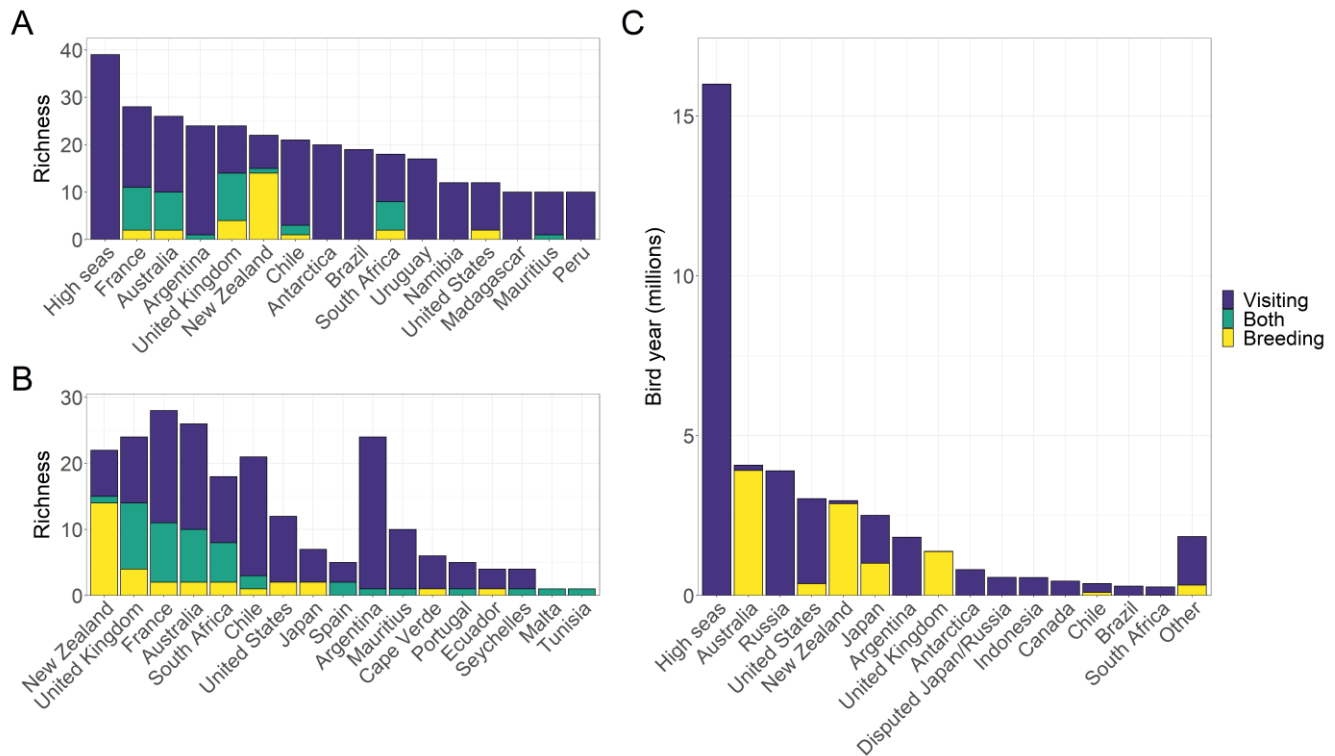 A
Richness
40
30
20
10
0
High seas
France
Australia
Argentina
United Kingdom
New Zealand
Chile
Antarctica
Brazil
South Africa
Uruguay
Namibia
United States
Madagascar
Mauritius
Peru
B
Richness
30
20
10
0
New Zealand
United Kingdom
France
Australia
South Africa
Chile
United States
Japan
Spain
Argentina
Mauritius
Cape Verde
Portugal
Ecuador
Seychelles
Malta
Tunisia
C
Bird year (millions)
15
10
5
0
High seas
Australia
Russia
United States
New Zealand
Japan
Argentina
United Kingdom
Antarctica
Disputed Japan/Russia
Indonesia
Canada
Chile
Brazil
South Africa
Other
Visiting
Both
Breeding